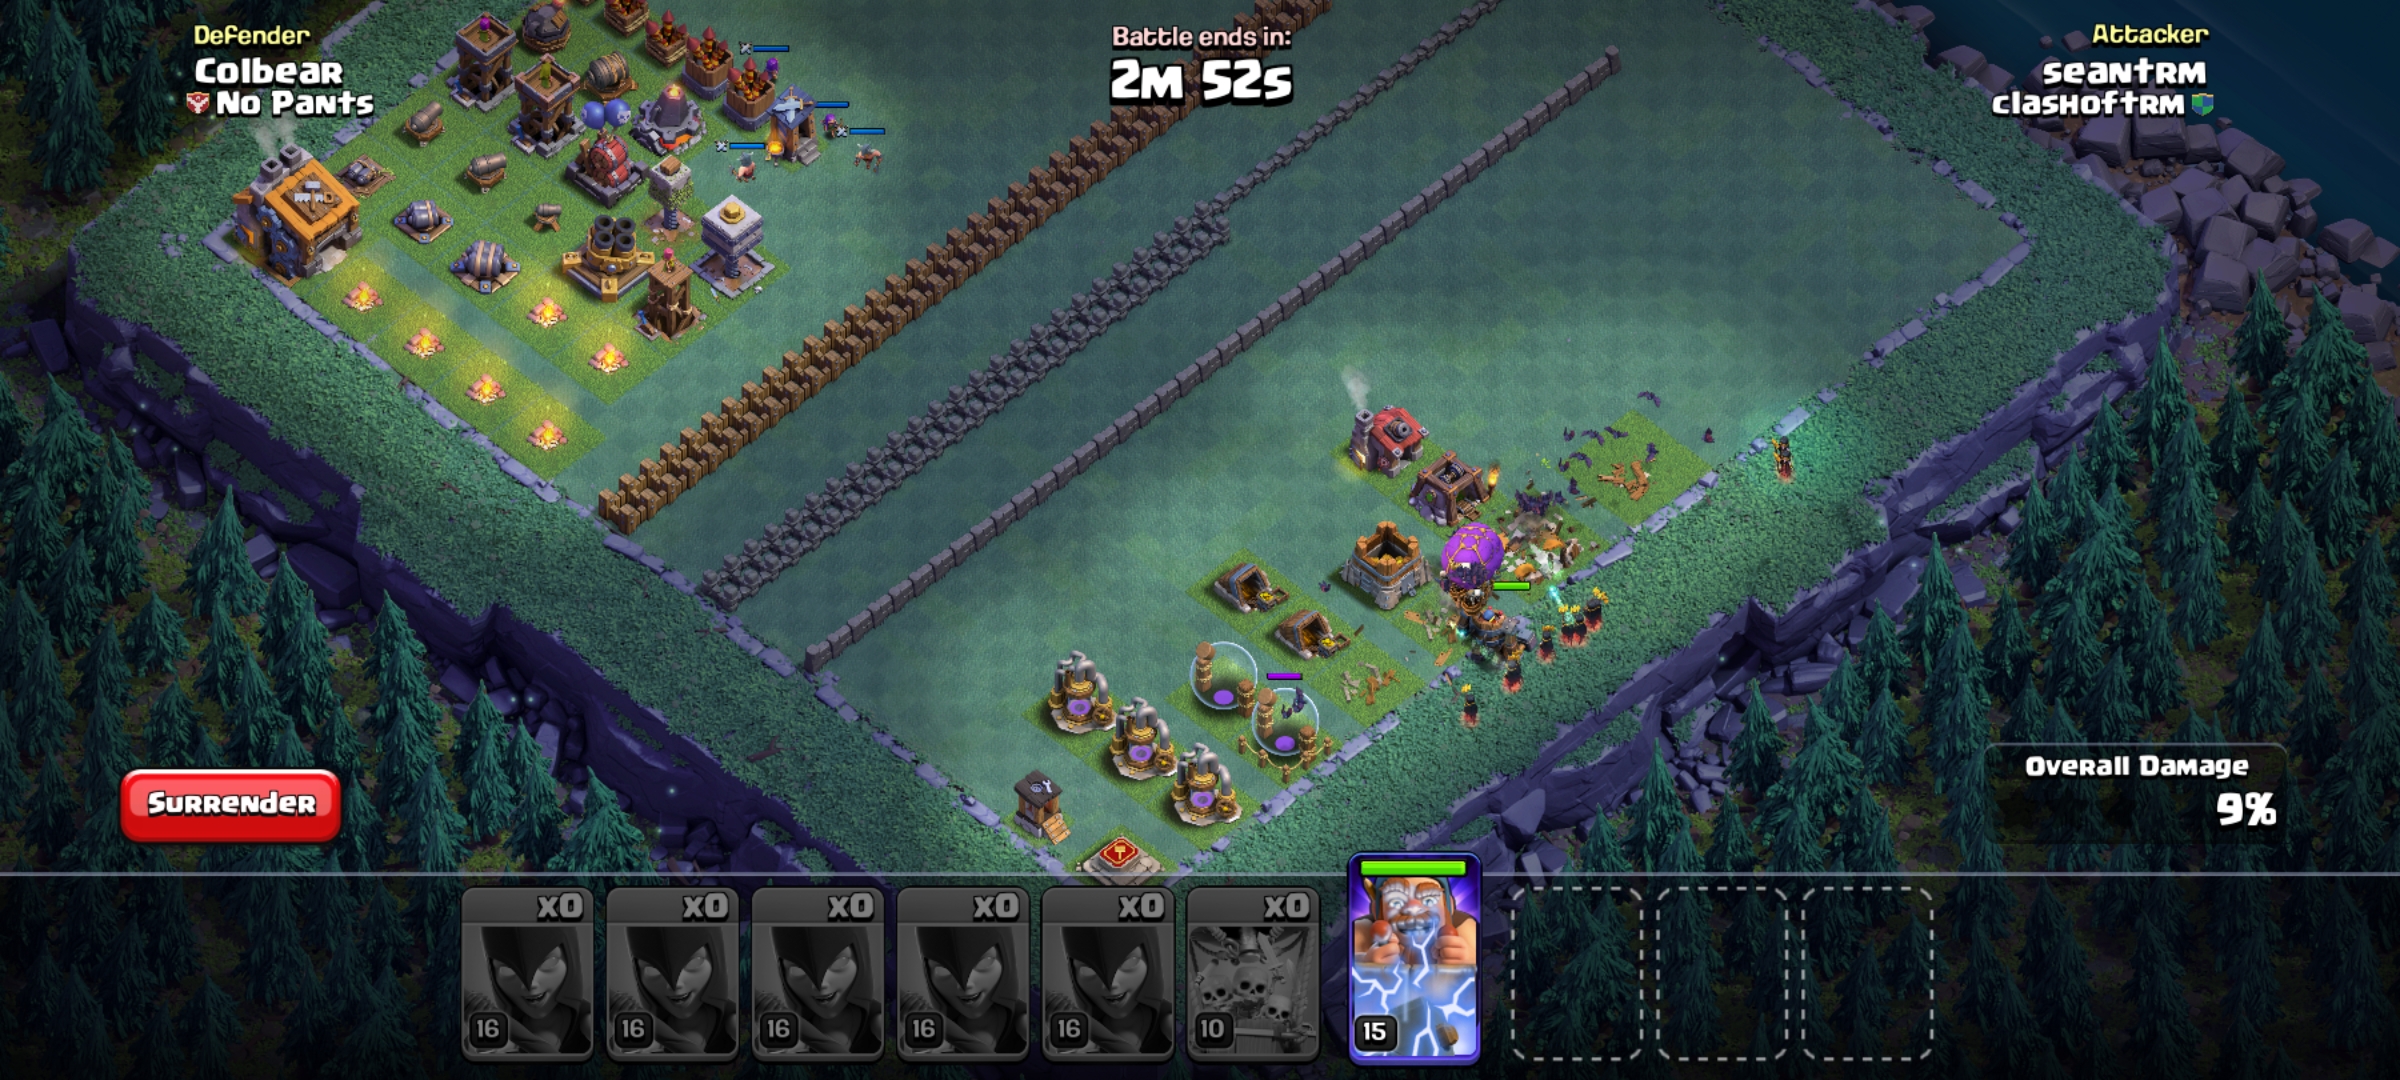 Defender
Colbear
No Pants
Battle ends in:
2M 52s
Attacker
seantrm
clashoftrm
Surrender
Overall Damage
9%
x0
x0
x0
x0
x0
x0
16
16
16
16
16
10
15